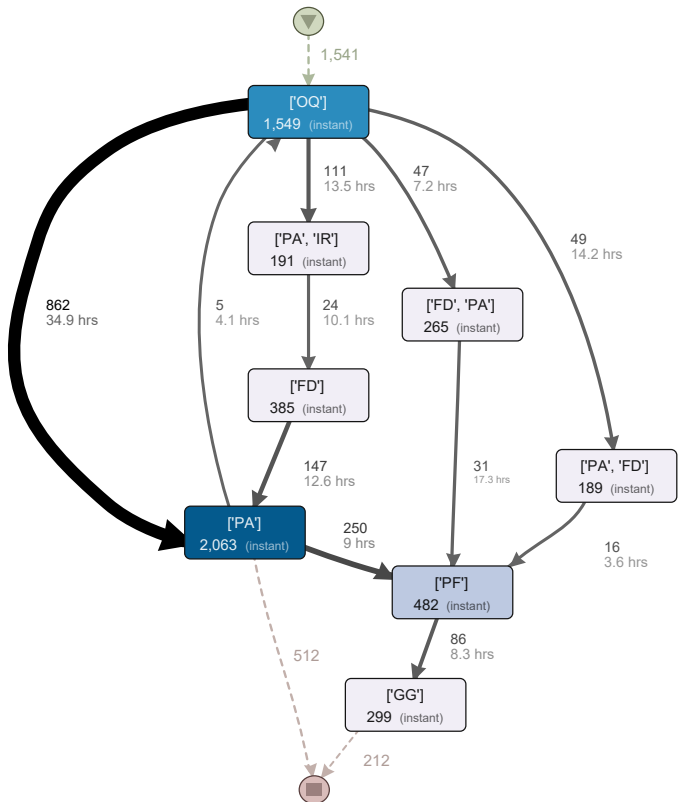 1,541
['OQ']
1,549 (instant)
111
13.5 hrs
47
7.2 hrs
49
14.2 hrs
['PA', 'IR']
191 (instant)
862
34.9 hrs
5
4.1 hrs
24
10.1 hrs
['FD', 'PA']
265 (instant)
['FD']
385 (instant)
147
12.6 hrs
31
17.3 hrs
['PA', 'FD']
189 (instant)
['PA']
2,063 (instant)
250
9 hrs
16
3.6 hrs
['PF']
482 (instant)
512
86
8.3 hrs
['GG']
299 (instant)
212